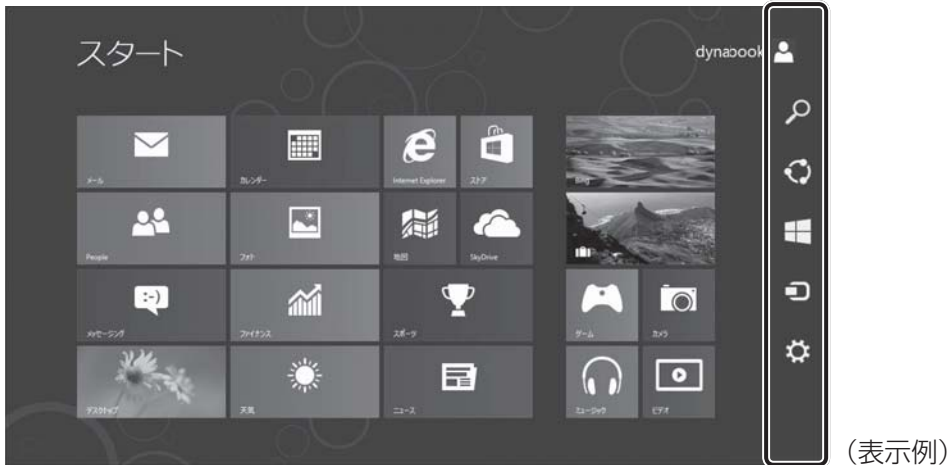 スタート
dynabook
メール
カレンダー
Internet Explorer
ストア
Bing
People
フォト
地図
SkyDrive
メッセージング
ファイナンス
スポーツ
ゲーム
カメラ
デスクトップ
天気
ニュース
ミュージック
ビデオ
（表示例）